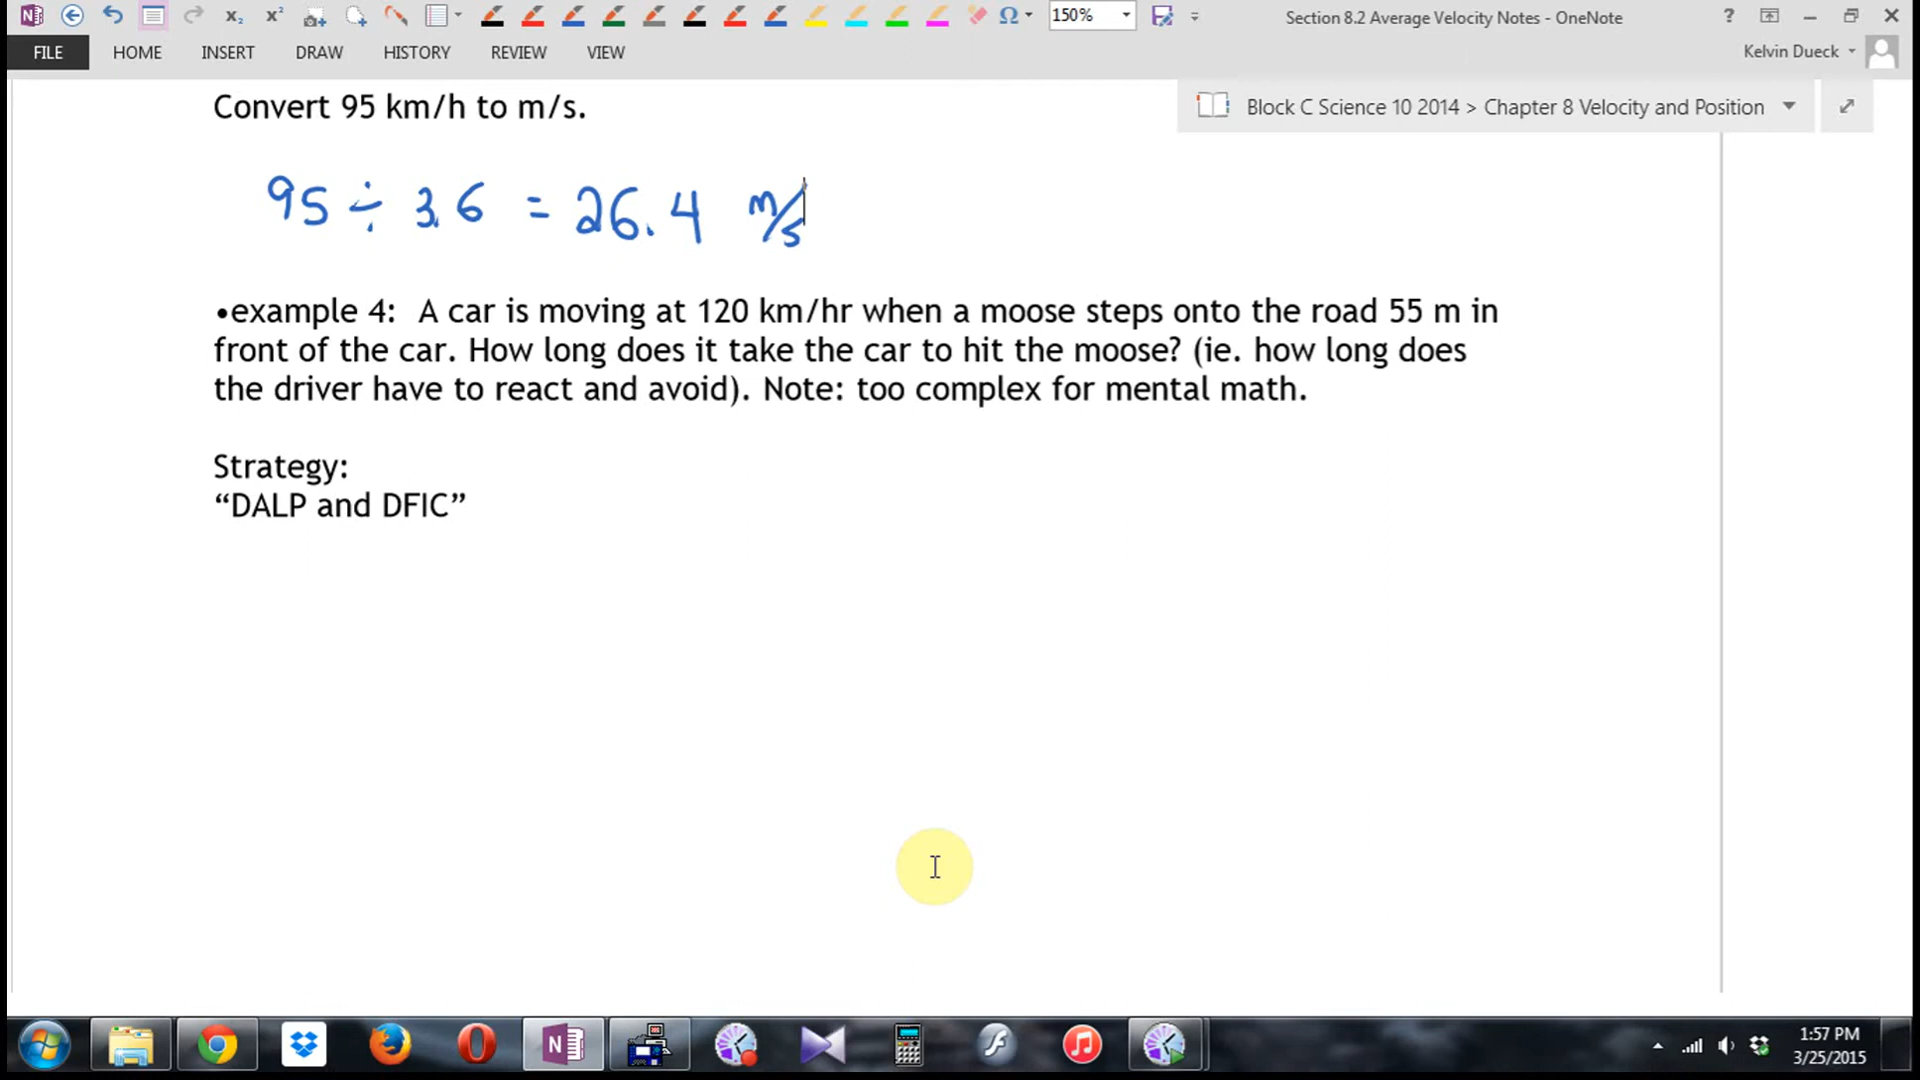 150%
Section 8.2 Average Velocity Notes - OneNote
FILE HOME INSERT DRAW HISTORY REVIEW VIEW
Kelvin Dueck
Block C Science 10 2014 > Chapter 8 Velocity and Position
Convert 95 km/h to m/s.
95 ÷ 3.6 = 26.4 m/s
•example 4: A car is moving at 120 km/hr when a moose steps onto the road 55 m in
front of the car. How long does it take the car to hit the moose? (ie. how long does
the driver have to react and avoid). Note: too complex for mental math.
Strategy:
“DALP and DFIC”
1:57 PM
3/25/2015